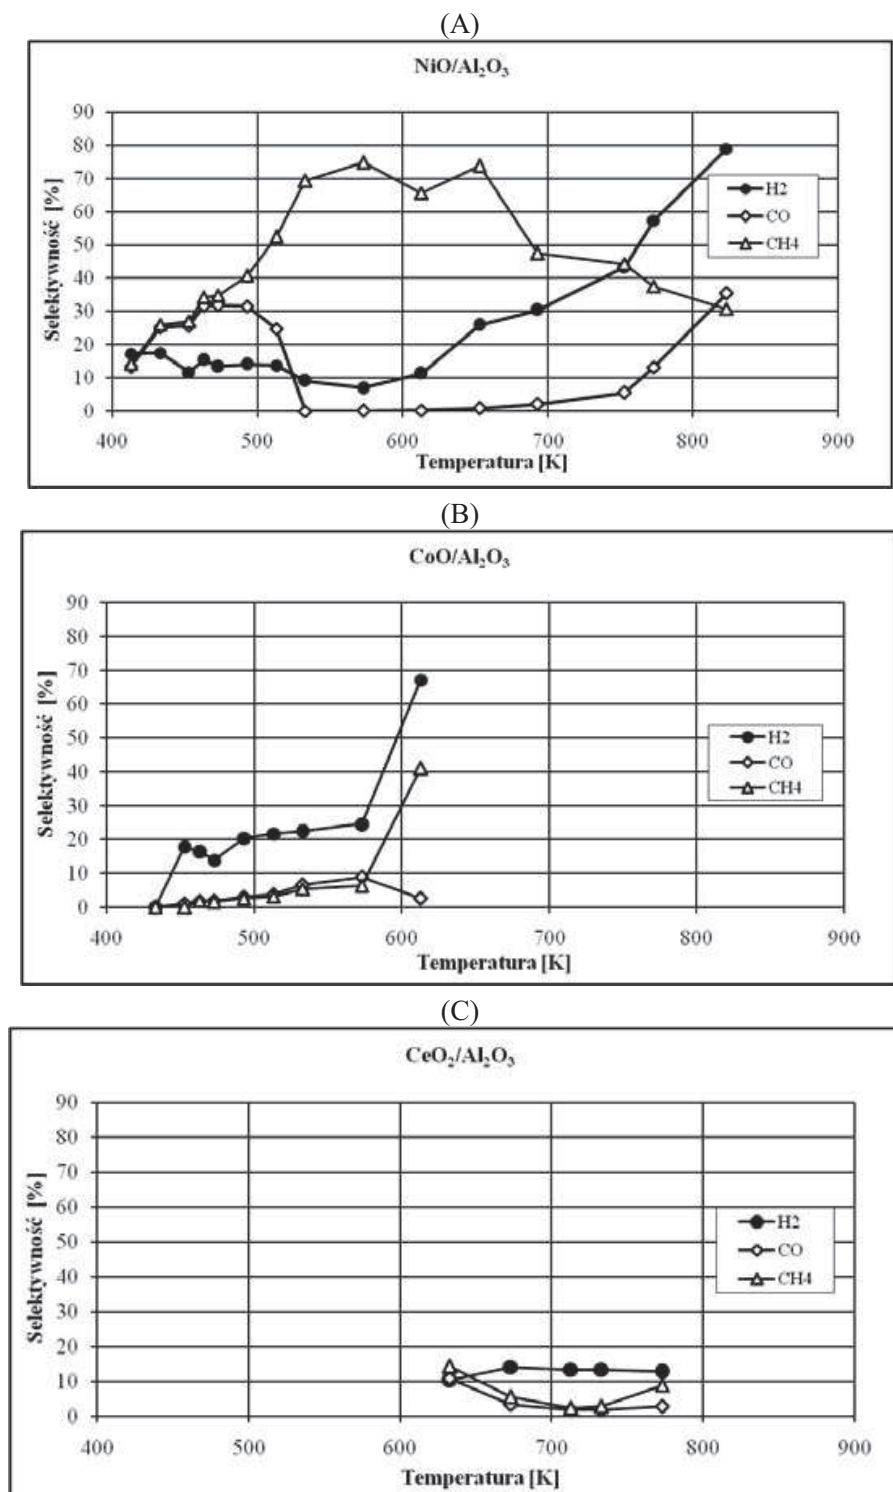 (A)
NiO/Al₂O₃
Selektywność [%]
90
80
70
60
50
40
30
20
10
0
400 500 600 700 800 900
Temperatura [K]
H2
CO
CH4
(B)
CoO/Al₂O₃
Selektywność [%]
90
80
70
60
50
40
30
20
10
0
400 500 600 700 800 900
Temperatura [K]
H2
CO
CH4
(C)
CeO₂/Al₂O₃
Selektywność [%]
90
80
70
60
50
40
30
20
10
0
400 500 600 700 800 900
Temperatura [K]
H2
CO
CH4